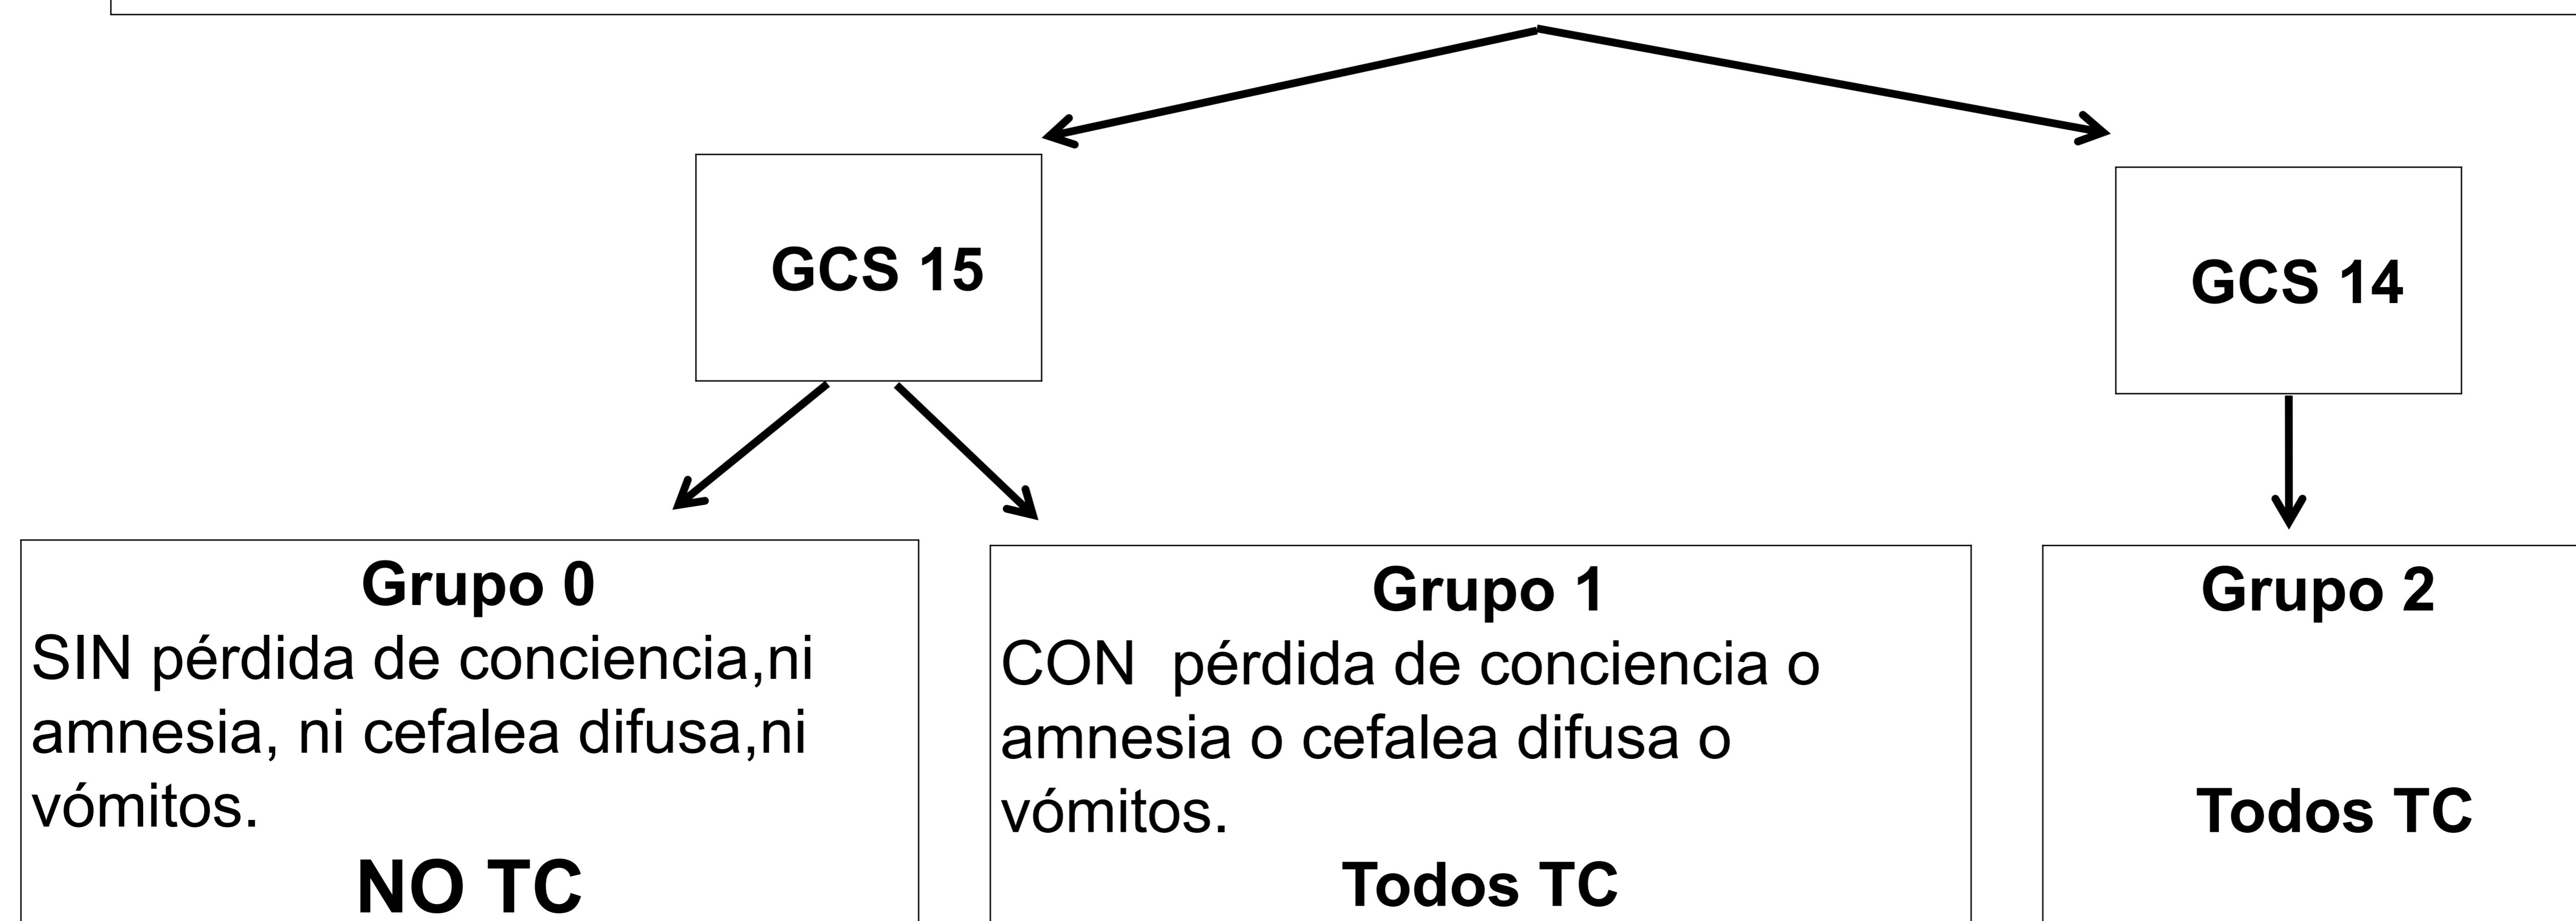 GCS 15
GCS 14
Grupo 0
SIN pérdida de conciencia,ni
amnesia, ni cefalea difusa,ni
vómitos.
NO TC
Grupo 1
CON pérdida de conciencia o
amnesia o cefalea difusa o
vómitos.
Todos TC
Grupo 2
Todos TC